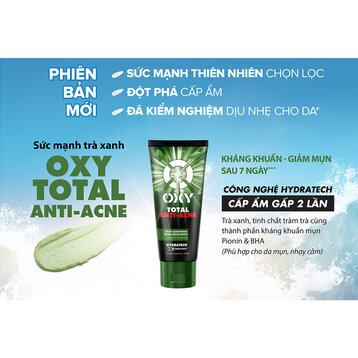 PHIÊN
BẢN
MỚI
SỨC MẠNH THIÊN NHIÊN CHỌN LỌC
ĐỘT PHÁ CẤP ẨM
ĐÃ KIỂM NGHIỆM DỊU NHẸ CHO DA*
Sức mạnh trà xanh
OXY
TOTAL
ANTI-ACNE
OXY
TOTAL
ANTI-ACNE
HYDRATECH
KHÁNG KHUẨN - GIẢM MỤN
SAU 7 NGÀY***
CÔNG NGHỆ HYDRATECH
CẤP ẨM GẤP 2 LẦN
Trà xanh, tinh chất tràm trà cùng
thành phần kháng khuẩn mụn
Pionin & BHA
(Phù hợp cho da mụn, nhạy cảm)